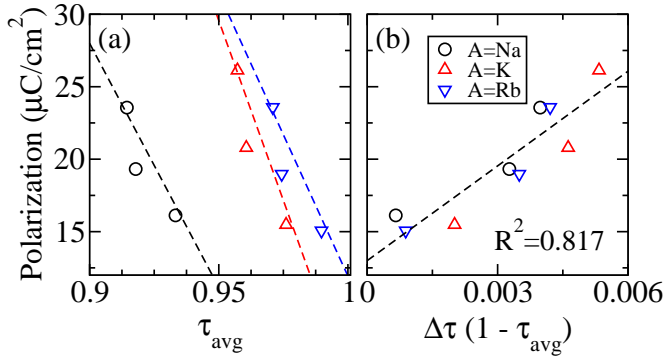 Polarization (μC/cm²)
30
25
20
15
(a)
0.9
0.95
1
τavg
(b)
A=Na
A=K
A=Rb
R²=0.817
0
0.003
0.006
Δτ (1 - τavg)